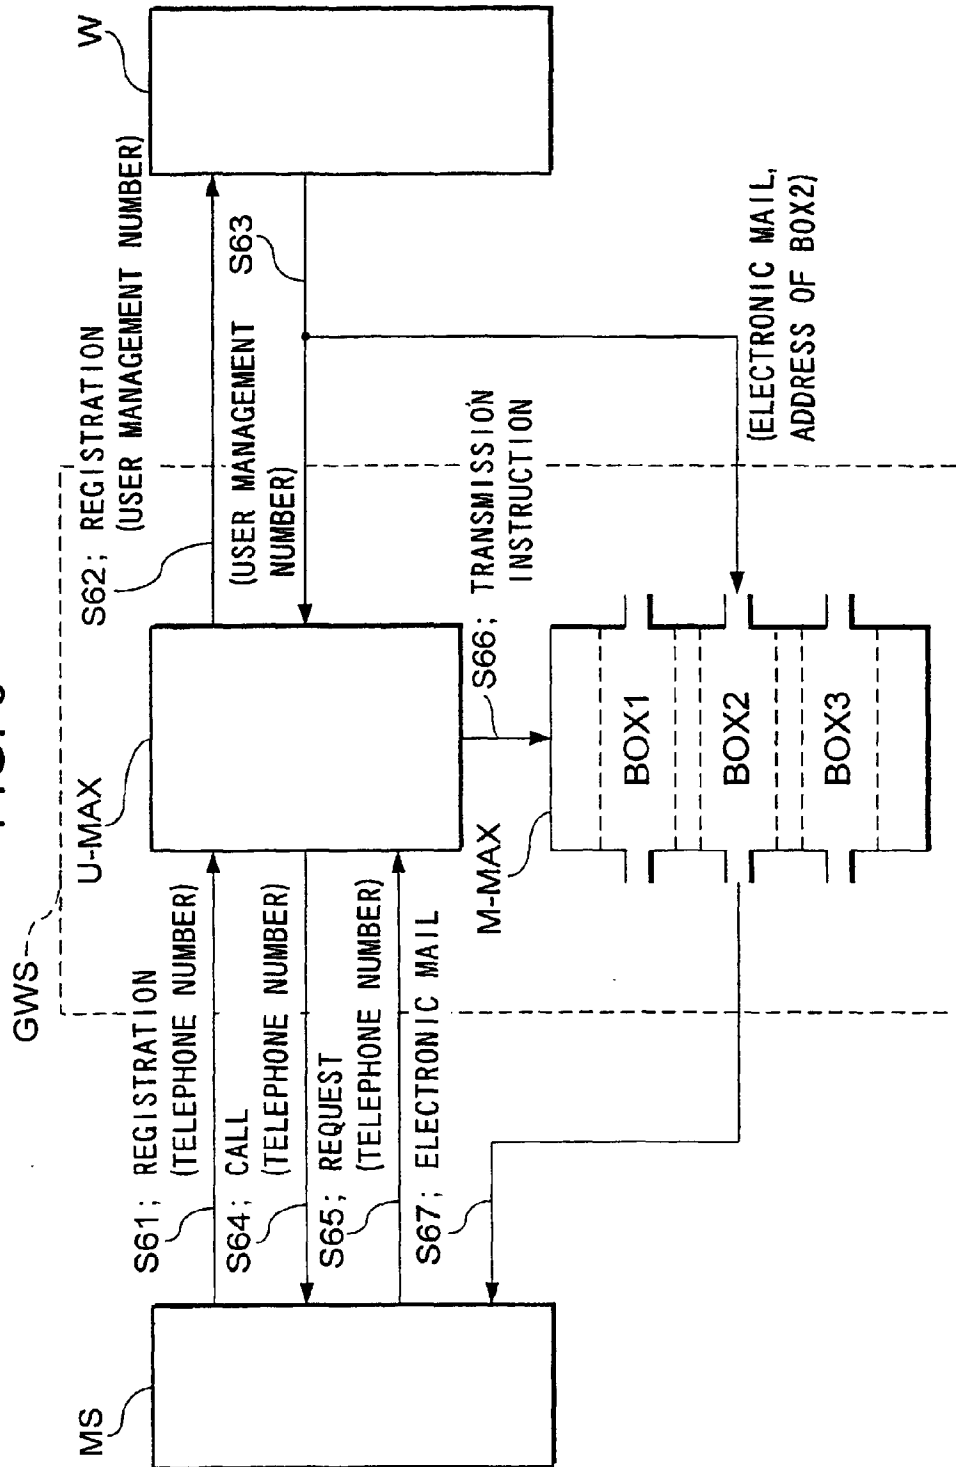 GWS
MS
U-MAX
W
S61; REGISTRATION
(TELEPHONE NUMBER)
S64; CALL
(TELEPHONE NUMBER)
S65; REQUEST
(TELEPHONE NUMBER)
S67; ELECTRONIC MAIL
S62; REGISTRATION
(USER MANAGEMENT NUMBER)
S63
(USER MANAGEMENT
NUMBER)
S66; TRANSMISSION
INSTRUCTION
(ELECTRONIC MAIL,
ADDRESS OF BOX2)
M-MAX
BOX1
BOX2
BOX3